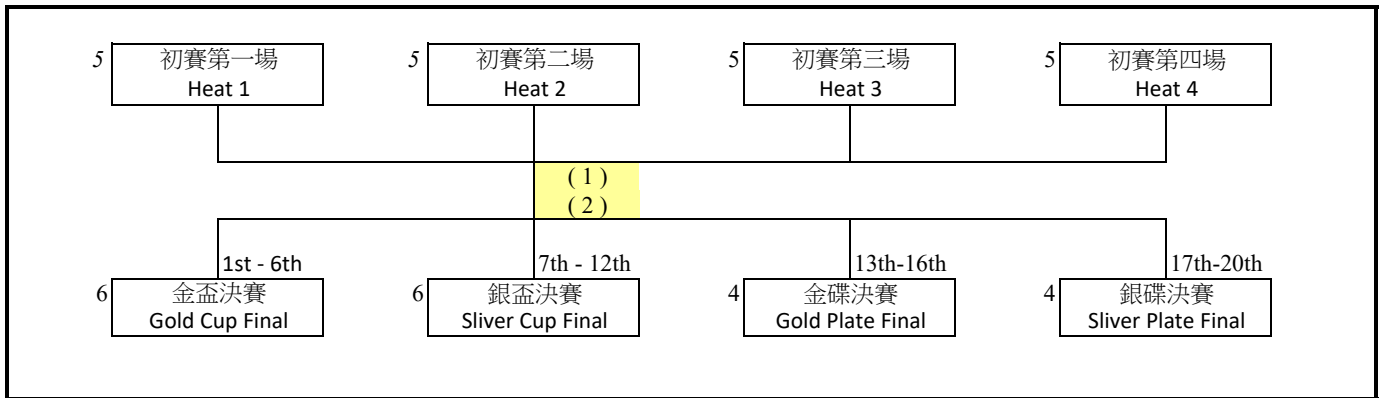 5 初賽第一場 5 初賽第二場 5 初賽第三場 5 初賽第四場
Heat 1 Heat 2 Heat 3 Heat 4
( 1 )
( 2 )
1st - 6th 7th - 12th 13th-16th 17th-20th
6 金盃決賽 6 銀盃決賽 4 金碟決賽 4 銀碟決賽
Gold Cup Final Sliver Cup Final Gold Plate Final Sliver Plate Final